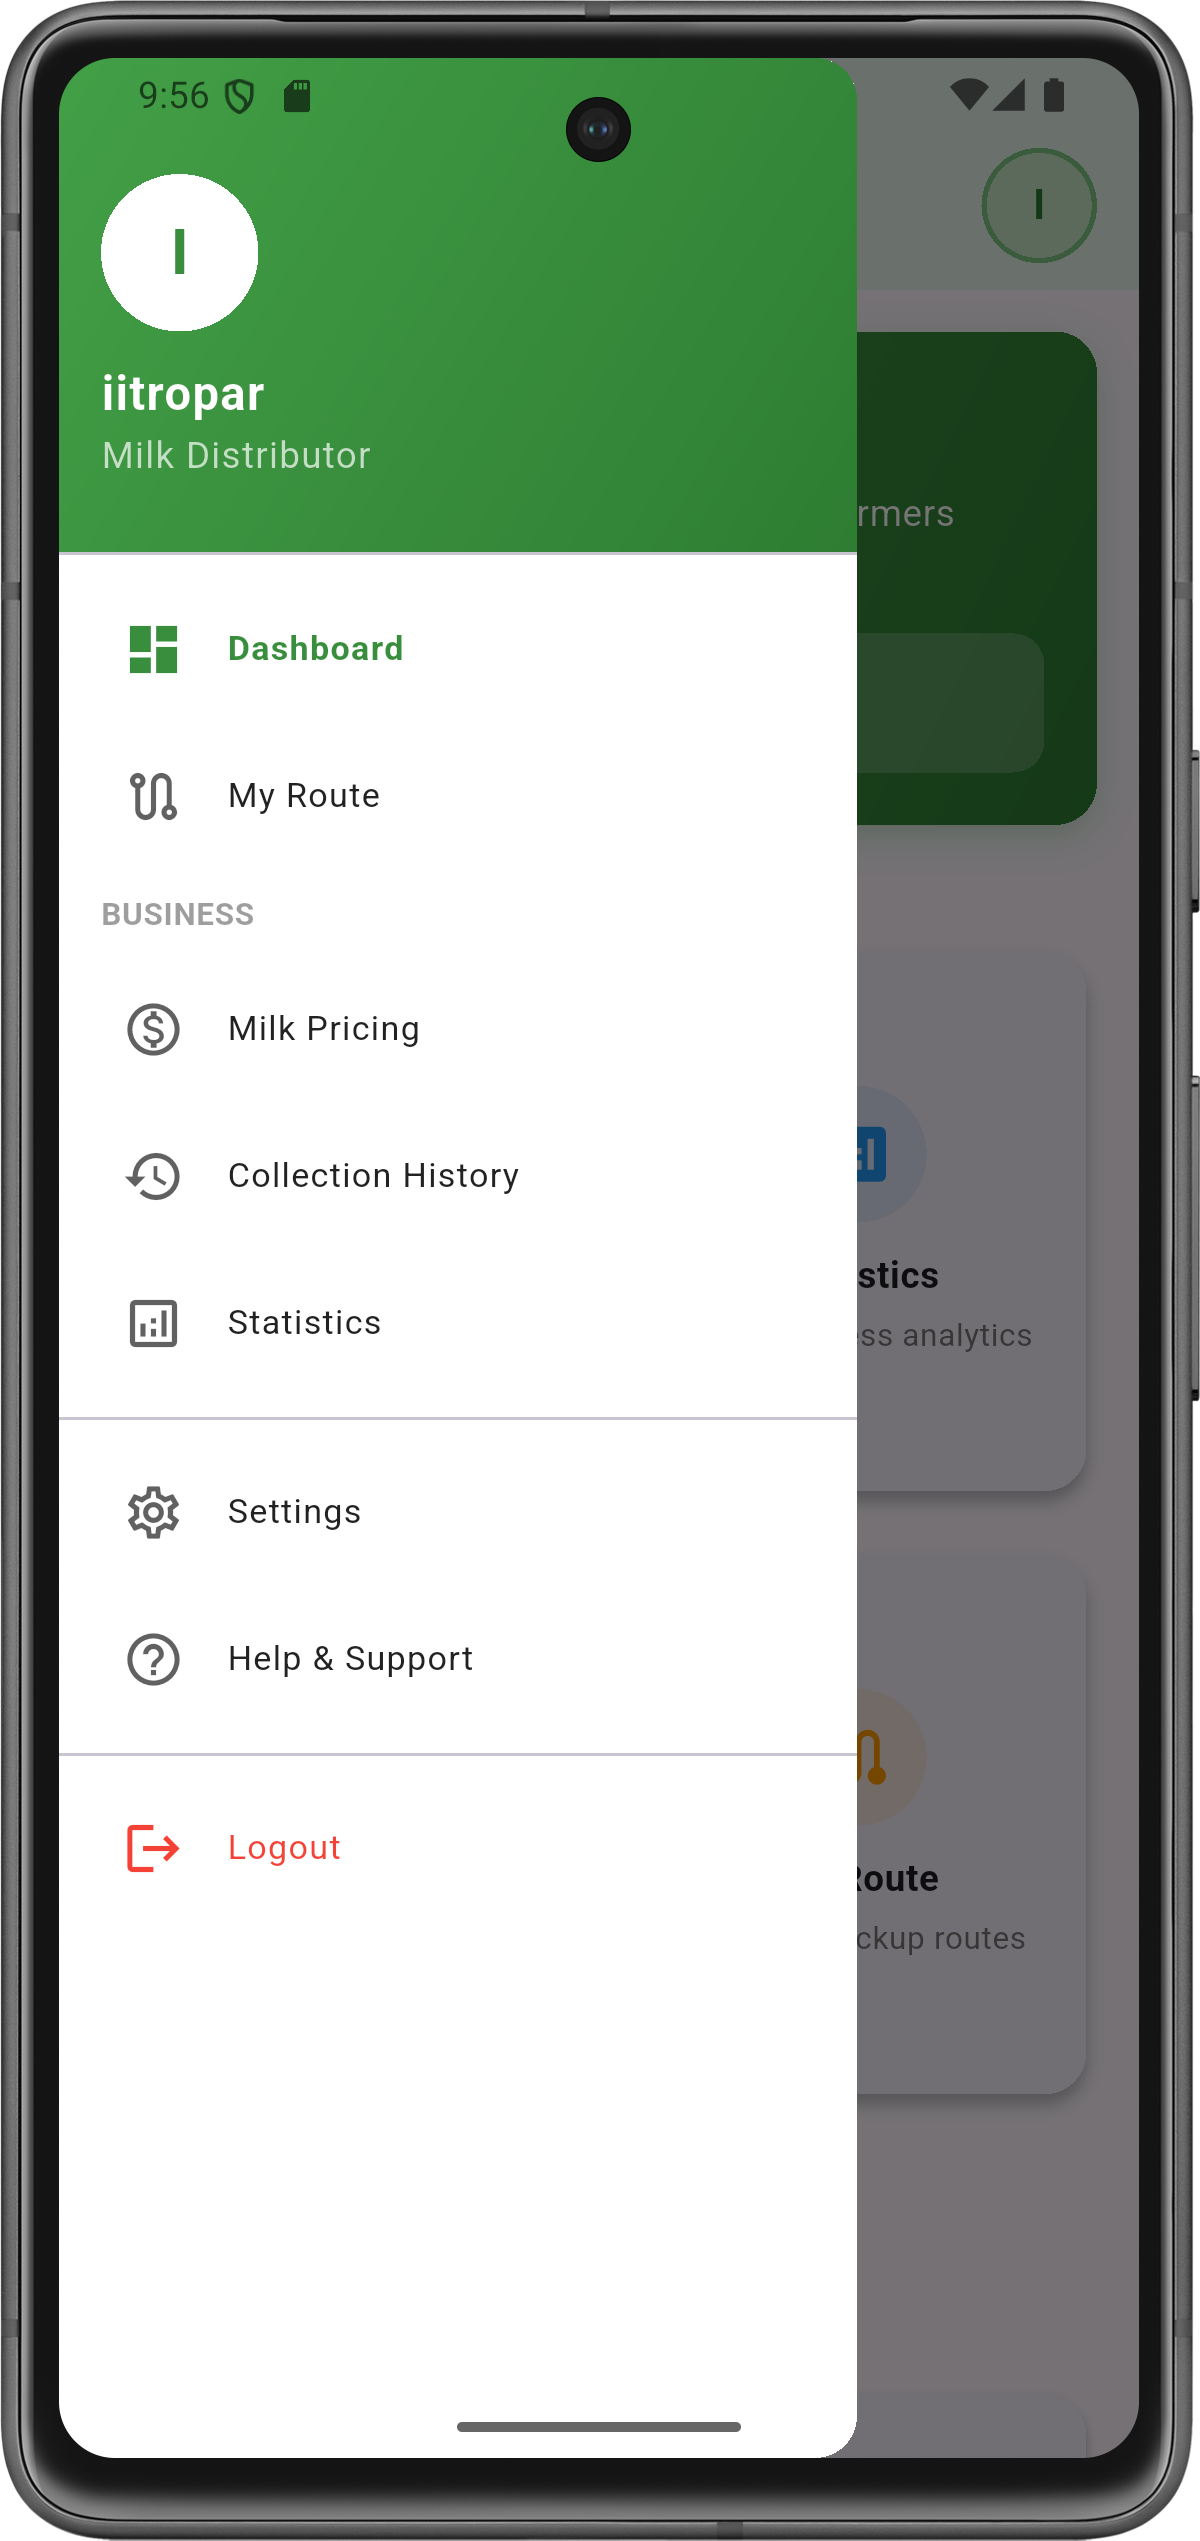 9:56
I
I
iitropar
Milk Distributor
rmers
Dashboard
My Route
BUSINESS
Milk Pricing
Collection History
Statistics
stics
ss analytics
Settings
Help & Support
Route
ckup routes
Logout